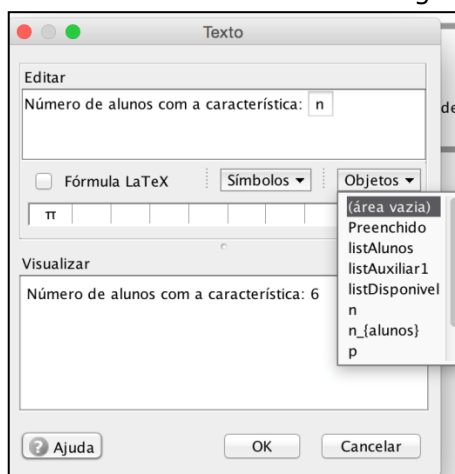 Texto
Editar
Número de alunos com a característica: n
de
Fórmula LaTeX Símbolos ▾ Objetos ▾
π
(área vazia)
Preenchido
listAlunos
listAuxiliar1
listDisponivel
n
n_{alunos}
p
Visualizar
Número de alunos com a característica: 6
? Ajuda OK Cancelar